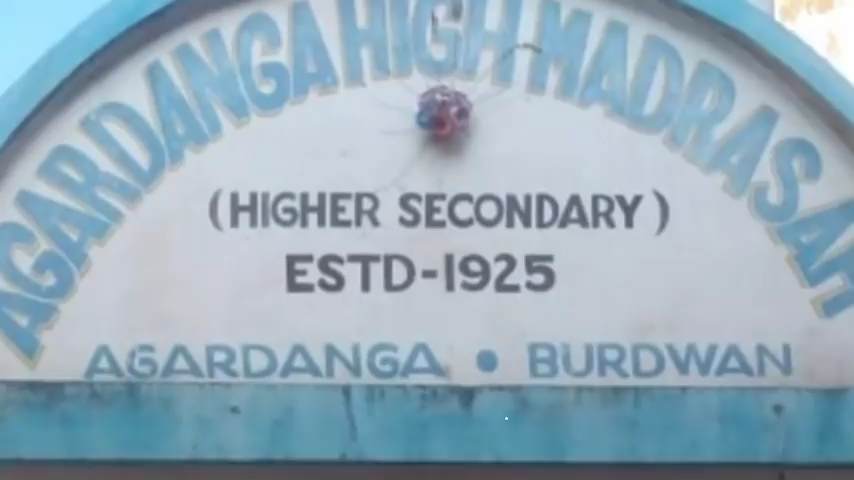 AGARDANGA HIGH MADRASAH
(HIGHER SECONDARY)
ESTD-1925
AGARDANGA • BURDWAN